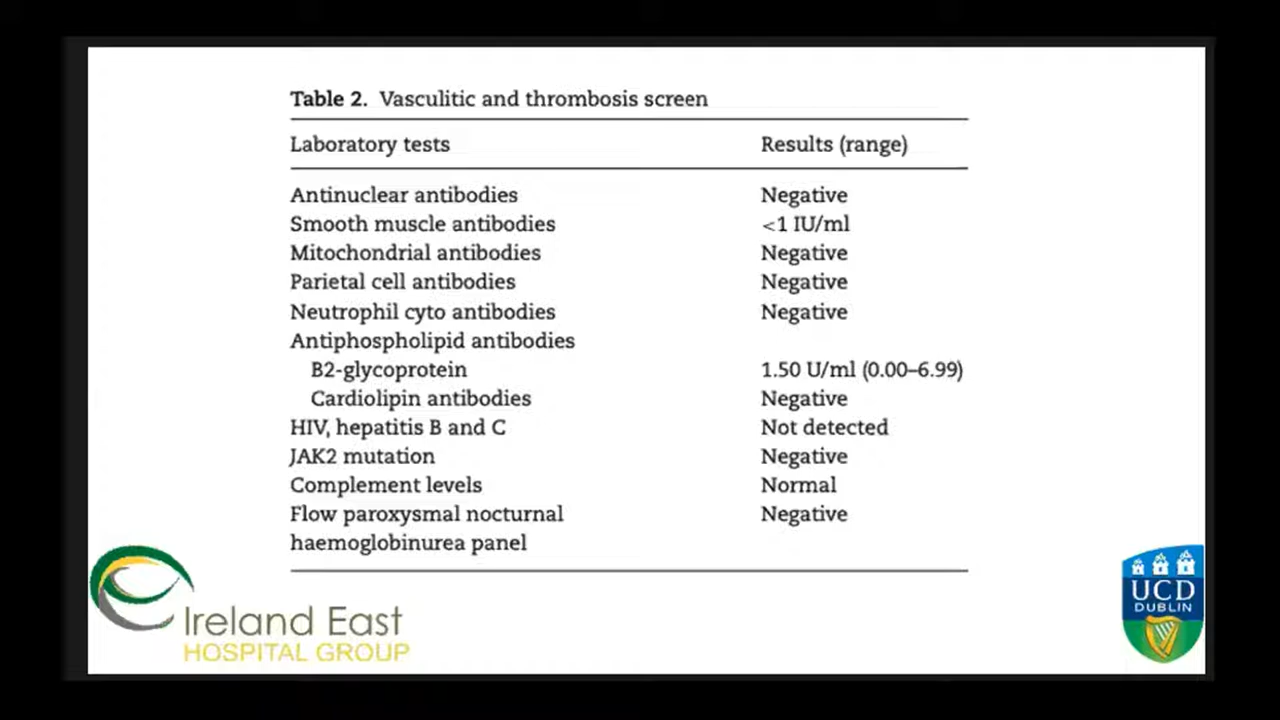 Table 2. Vasculitic and thrombosis screen
Laboratory tests Results (range)
Antinuclear antibodies Negative
Smooth muscle antibodies <1 IU/ml
Mitochondrial antibodies Negative
Parietal cell antibodies Negative
Neutrophil cyto antibodies Negative
Antiphospholipid antibodies
B2-glycoprotein 1.50 U/ml (0.00–6.99)
Cardiolipin antibodies Negative
HIV, hepatitis B and C Not detected
JAK2 mutation Negative
Complement levels Normal
Flow paroxysmal nocturnal Negative
haemoglobinurea panel
Ireland East
HOSPITAL GROUP
UCD
DUBLIN